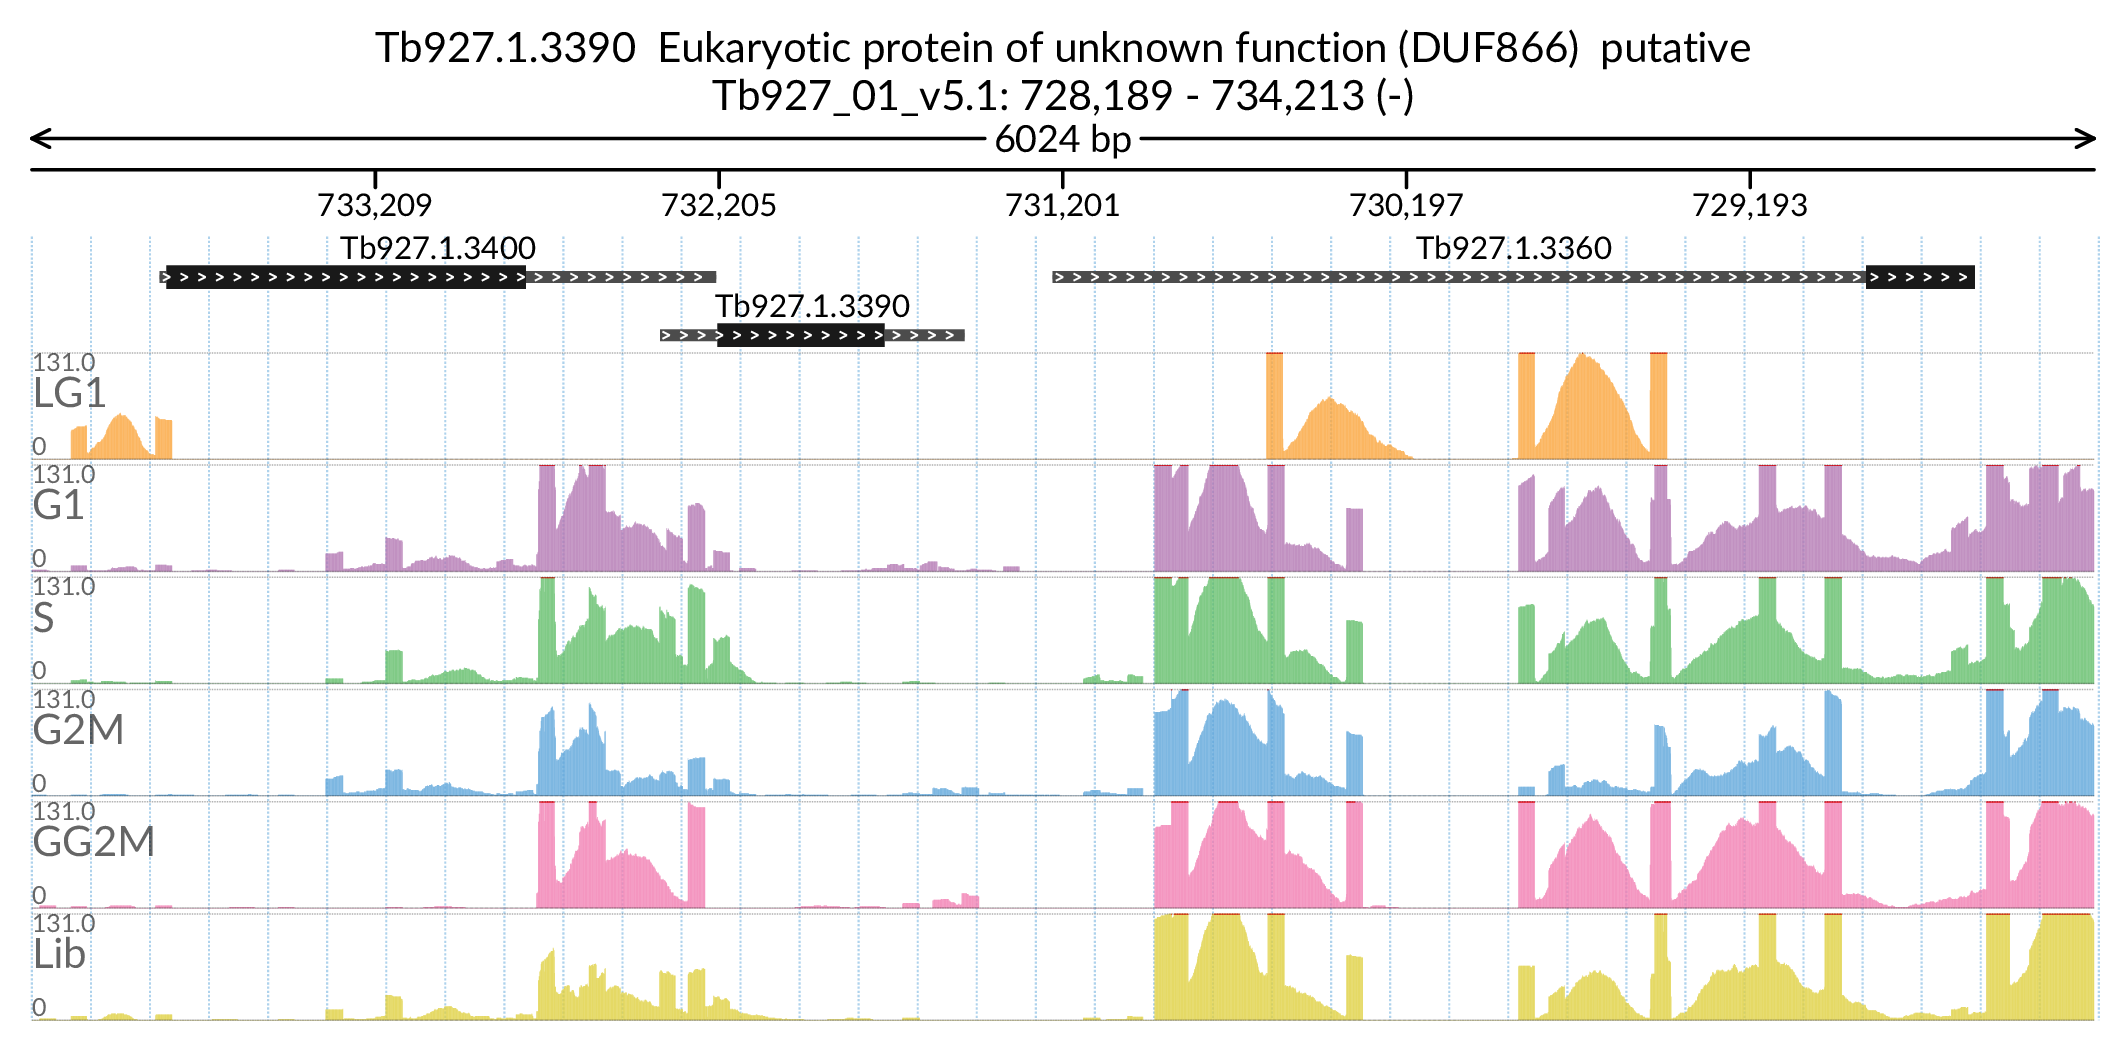 Tb927.1.3390  Eukaryotic protein of unknown function (DUF866)  putative
Tb927_01_v5.1: 728,189 - 734,213 (-)
6024 bp
733,209 732,205 731,201 730,197 729,193
Tb927.1.3400 Tb927.1.3360
Tb927.1.3390
131.0
LG1
0
131.0
G1
0
131.0
S
0
131.0
G2M
0
131.0
GG2M
0
131.0
Lib
0